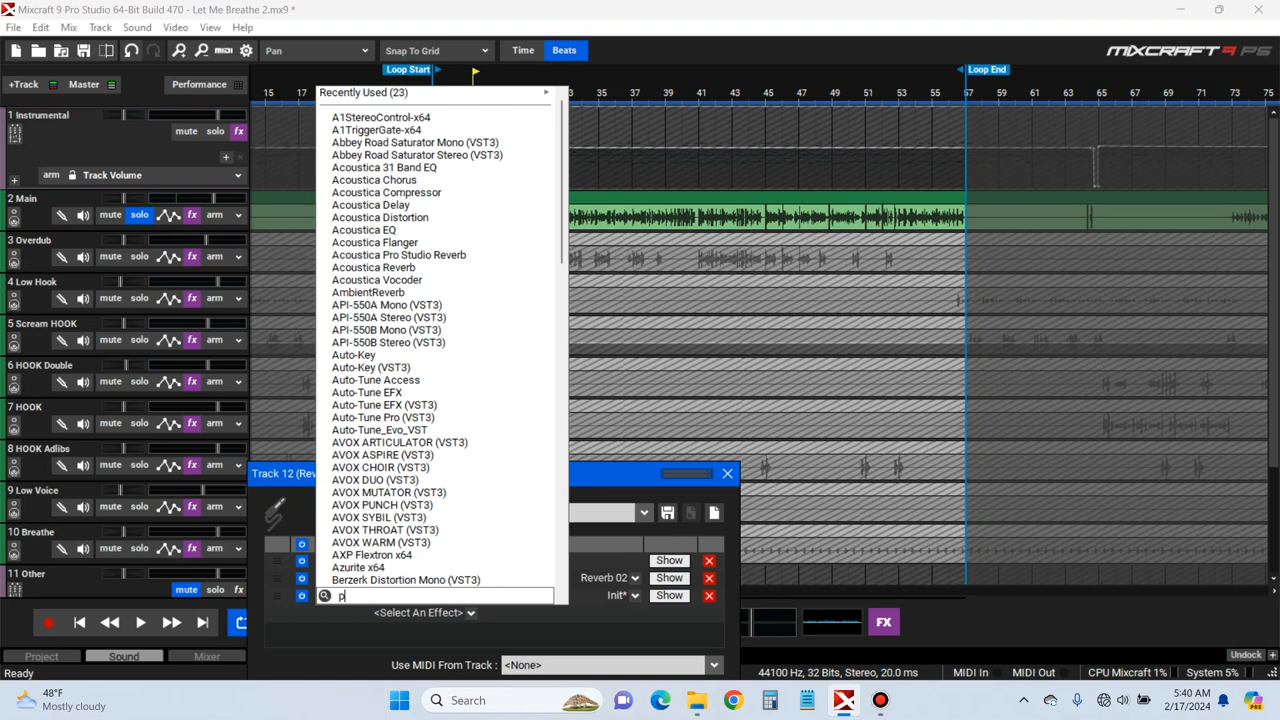 Mixcraft 9 Pro Studio 64-Bit Build 470 - Let Me Breathe 2.mx9 *
File Edit Mix Track Sound Video View Help
MIDI Pan Snap To Grid Time Beats MIXCRAFT 9 PS
+Track Master Performance Loop Start Loop End
15 17 33 35 37 39 41 43 45 47 49 51 53 55 57 59 61 63 65 67 69 71 73 75
Recently Used (23)
A1StereoControl-x64
A1TriggerGate-x64
Abbey Road Saturator Mono (VST3)
Abbey Road Saturator Stereo (VST3)
Acoustica 31 Band EQ
Acoustica Chorus
Acoustica Compressor
Acoustica Delay
Acoustica Distortion
Acoustica EQ
Acoustica Flanger
Acoustica Pro Studio Reverb
Acoustica Reverb
Acoustica Vocoder
AmbientReverb
API-550A Mono (VST3)
API-550A Stereo (VST3)
API-550B Mono (VST3)
API-550B Stereo (VST3)
Auto-Key
Auto-Key (VST3)
Auto-Tune Access
Auto-Tune EFX
Auto-Tune EFX (VST3)
Auto-Tune Pro (VST3)
Auto-Tune_Evo_VST
AVOX ARTICULATOR (VST3)
AVOX ASPIRE (VST3)
AVOX CHOIR (VST3)
AVOX DUO (VST3)
AVOX MUTATOR (VST3)
AVOX PUNCH (VST3)
AVOX SYBIL (VST3)
AVOX THROAT (VST3)
AVOX WARM (VST3)
AXP Flextron x64
Azurite x64
Berzerk Distortion Mono (VST3)
p
<Select An Effect>
1 Instrumental
mute solo fx
arm Track Volume
2 Main
mute solo fx arm
3 Overdub
mute solo fx arm
4 Low Hook
mute solo fx arm
5 Scream HOOK
mute solo fx arm
6 HOOK Double
mute solo fx arm
7 HOOK
mute solo fx arm
8 HOOK Adlibs
mute solo fx arm
9 Low Voice
mute solo fx arm
10 Breathe
mute solo fx arm
11 Other
mute solo fx
Track 12 (Rev
Show
Reverb 02 Show
Init* Show
Use MIDI From Track : <None>
FX
Project Sound Mixer Undock
Ready 44100 Hz, 32 Bits, Stereo, 20.0 ms MIDI In MIDI Out CPU Mixcraft 1% System 5%
48°F
Mostly cloudy
Search
5:40 AM
2/17/2024
PRE